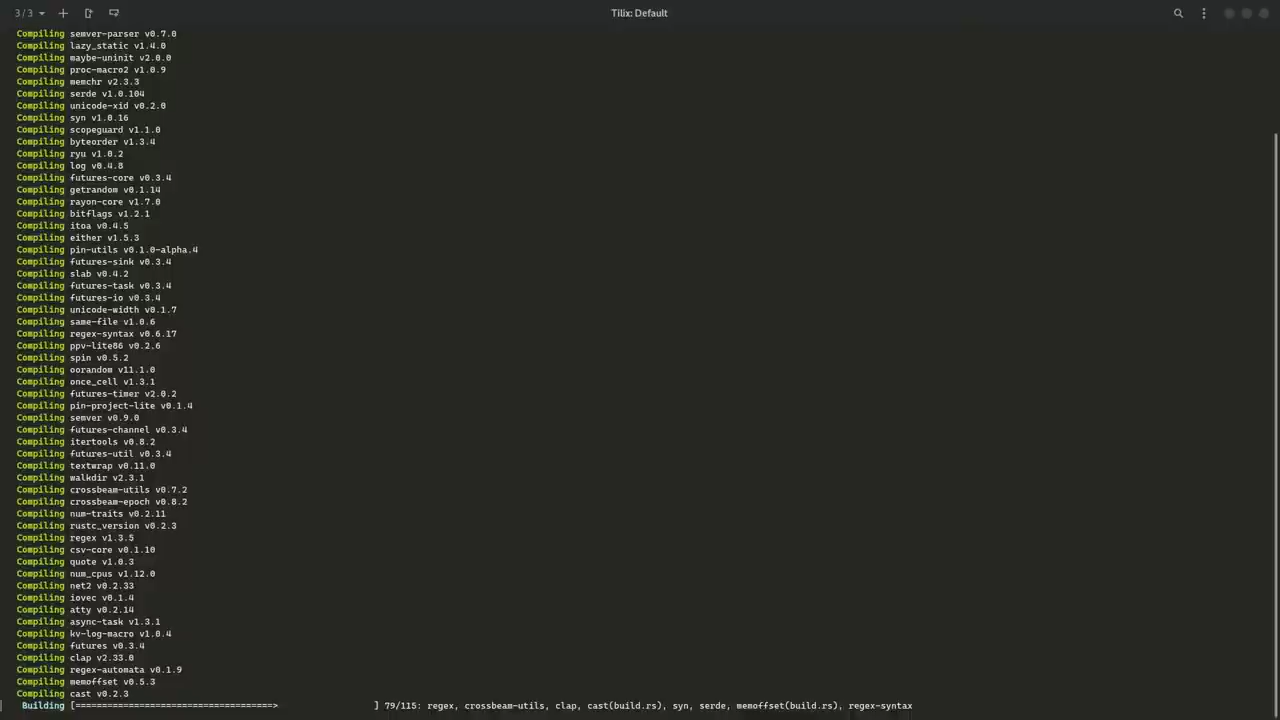 3 / 3
Tilix: Default
Compiling semver-parser v0.7.0
Compiling lazy_static v1.4.0
Compiling maybe-uninit v2.0.0
Compiling proc-macro2 v1.0.9
Compiling memchr v2.3.3
Compiling serde v1.0.104
Compiling unicode-xid v0.2.0
Compiling syn v1.0.16
Compiling scopeguard v1.1.0
Compiling byteorder v1.3.4
Compiling ryu v1.0.2
Compiling log v0.4.8
Compiling futures-core v0.3.4
Compiling getrandom v0.1.14
Compiling rayon-core v1.7.0
Compiling bitflags v1.2.1
Compiling itoa v0.4.5
Compiling either v1.5.3
Compiling pin-utils v0.1.0-alpha.4
Compiling futures-sink v0.3.4
Compiling slab v0.4.2
Compiling futures-task v0.3.4
Compiling futures-io v0.3.4
Compiling unicode-width v0.1.7
Compiling same-file v1.0.6
Compiling regex-syntax v0.6.17
Compiling ppv-lite86 v0.2.6
Compiling spin v0.5.2
Compiling oorandom v11.1.0
Compiling once_cell v1.3.1
Compiling futures-timer v2.0.2
Compiling pin-project-lite v0.1.4
Compiling semver v0.9.0
Compiling futures-channel v0.3.4
Compiling itertools v0.8.2
Compiling futures-util v0.3.4
Compiling textwrap v0.11.0
Compiling walkdir v2.3.1
Compiling crossbeam-utils v0.7.2
Compiling crossbeam-epoch v0.8.2
Compiling num-traits v0.2.11
Compiling rustc_version v0.2.3
Compiling regex v1.3.5
Compiling csv-core v0.1.10
Compiling quote v1.0.3
Compiling num_cpus v1.12.0
Compiling net2 v0.2.33
Compiling iovec v0.1.4
Compiling atty v0.2.14
Compiling async-task v1.3.1
Compiling kv-log-macro v1.0.4
Compiling futures v0.3.4
Compiling clap v2.33.0
Compiling regex-automata v0.1.9
Compiling memoffset v0.5.3
Compiling cast v0.2.3
Building [=====================================>                  ] 79/115: regex, crossbeam-utils, clap, cast(build.rs), syn, serde, memoffset(build.rs), regex-syntax